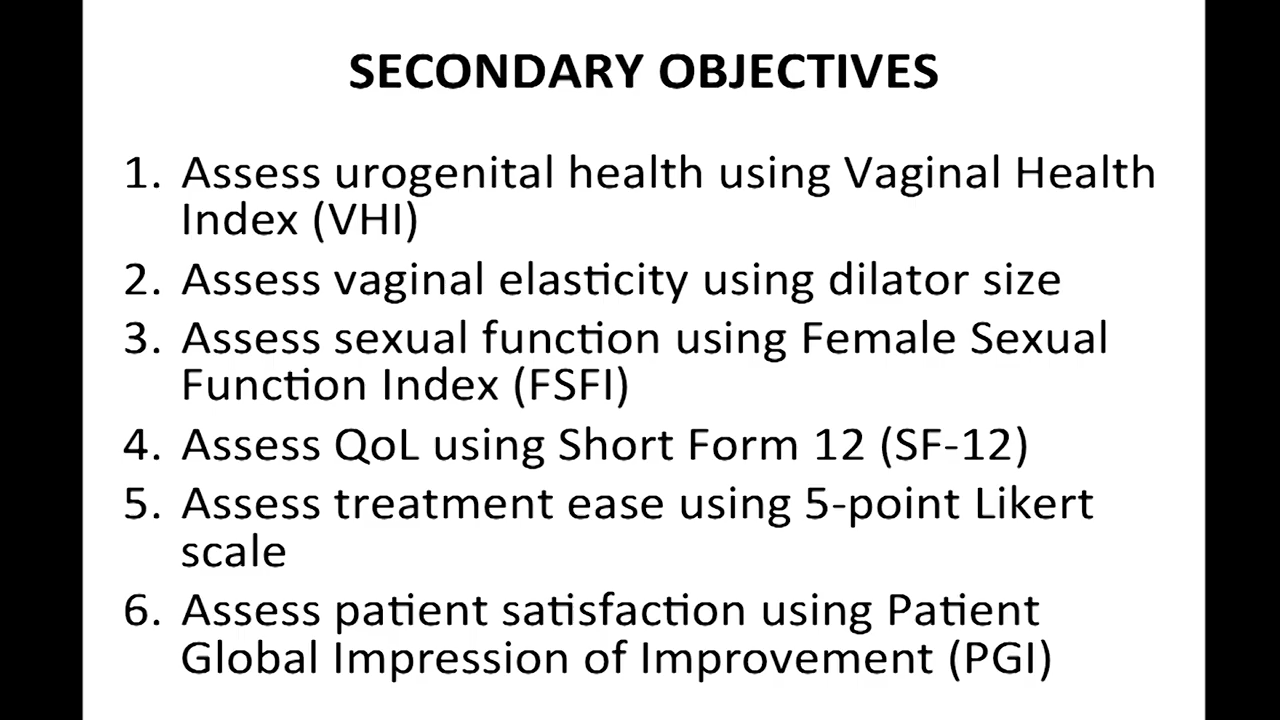 SECONDARY OBJECTIVES
1. Assess urogenital health using Vaginal Health
Index (VHI)
2. Assess vaginal elasticity using dilator size
3. Assess sexual function using Female Sexual
Function Index (FSFI)
4. Assess QoL using Short Form 12 (SF-12)
5. Assess treatment ease using 5-point Likert
scale
6. Assess patient satisfaction using Patient
Global Impression of Improvement (PGI)